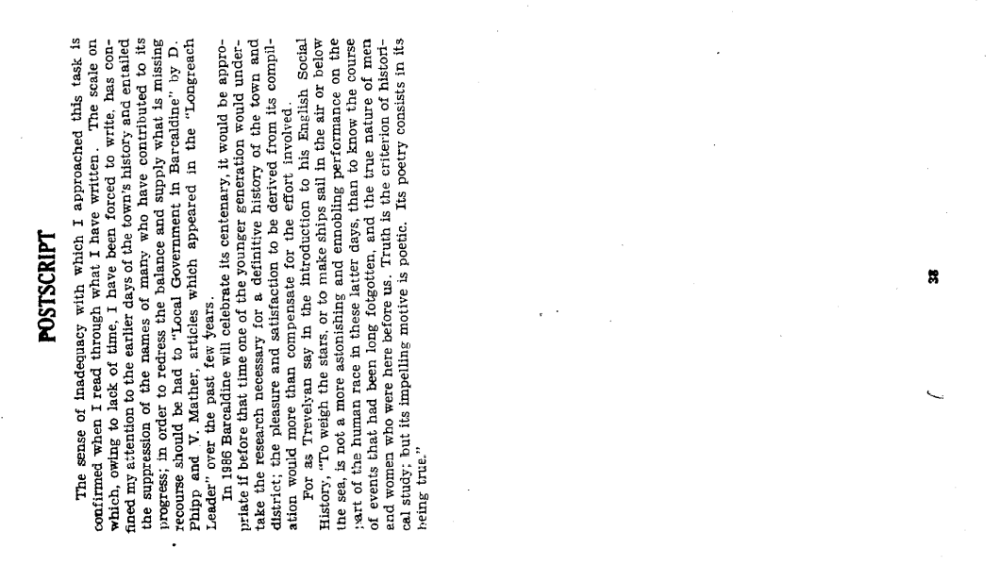 POSTSCRIPT
The sense of inadequacy with which I approached this task is
confirmed when I read through what I have written. The scale on
which, owing to lack of time, I have been forced to write, has con-
fined my attention to the earlier days of the town's history and entailed
the suppression of the names of many who have contributed to its
progress; in order to redress the balance and supply what is missing
recourse should be had to "Local Government in Barcaldine" by D.
Phipp and V. Mather, articles which appeared in the "Longreach
Leader" over the past few years.
In 1986 Barcaldine will celebrate its centenary, it would be appro-
priate if before that time one of the younger generation would under-
take the research necessary for a definitive history of the town and
district; the pleasure and satisfaction to be derived from its compil-
ation would more than compensate for the effort involved.
For as Trevelyan say in the introduction to his English Social
History, "To weigh the stars, or to make ships sail in the air or below
the sea, is not a more astonishing and ennobling performance on the
part of the human race in these latter days, than to know the course
of events that had been long fotgotten, and the true nature of men
and women who were here before us. Truth is the criterion of histori-
cal study; but its impelling motive is poetic. Its poetry consists in its
being true."
38